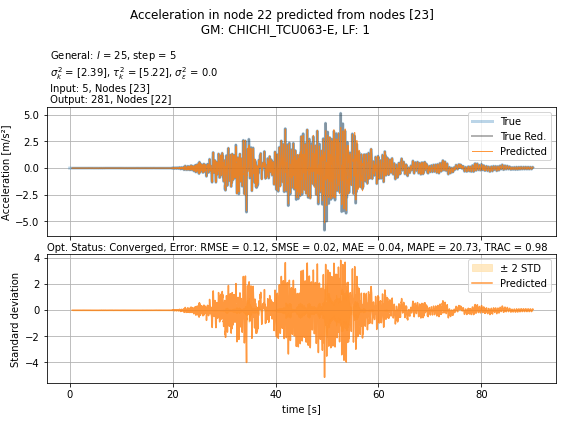 Acceleration in node 22 predicted from nodes [23]
GM: CHICHI_TCU063-E, LF: 1
General: l = 25, step = 5
σ²ₖ = [2.39], τ²ₖ = [5.22], σ²ε = 0.0
Input: 5, Nodes [23]
Output: 281, Nodes [22]
Acceleration [m/s²]
5.0
2.5
0.0
−2.5
−5.0
True
True Red.
Predicted
Opt. Status: Converged, Error: RMSE = 0.12, SMSE = 0.02, MAE = 0.04, MAPE = 20.73, TRAC = 0.98
Standard deviation
4
2
0
−2
−4
± 2 STD
Predicted
0 20 40 60 80
time [s]